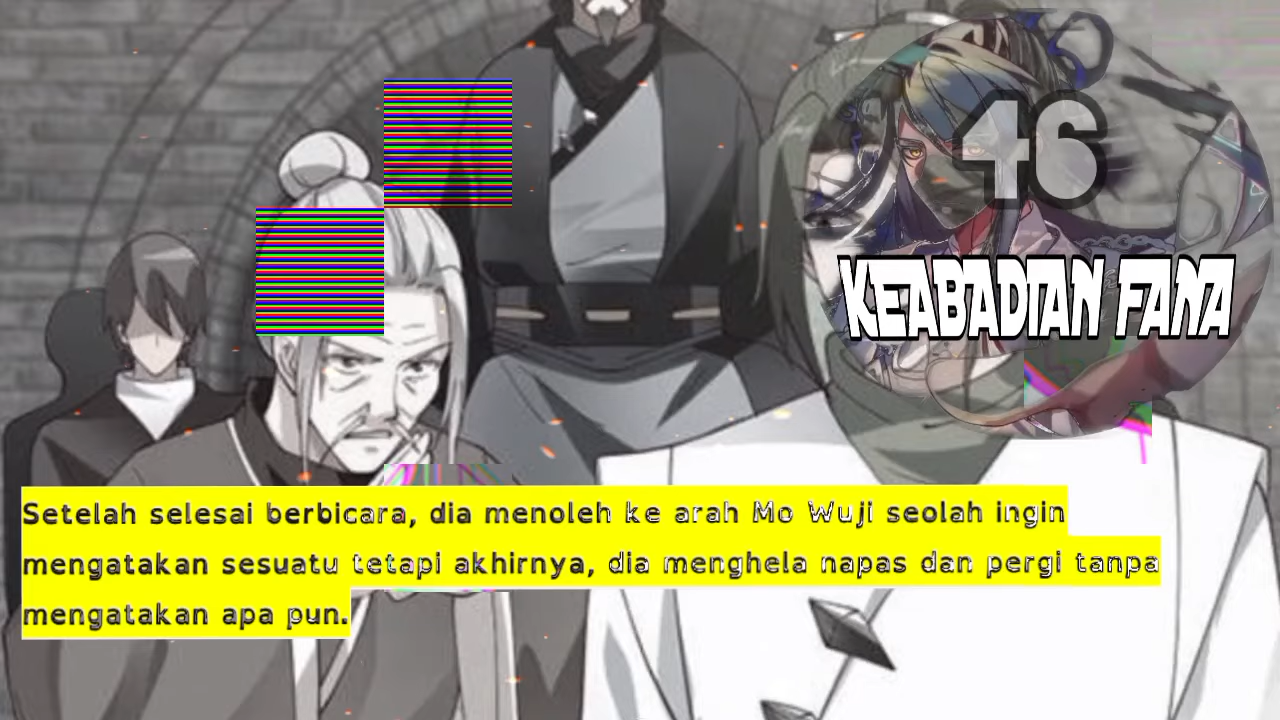 46
KEABADIAN FANA
Setelah selesai berbicara, dia menoleh ke arah Mo Wuji seolah ingin
mengatakan sesuatu tetapi akhirnya, dia menghela napas dan pergi tanpa
mengatakan apa pun.